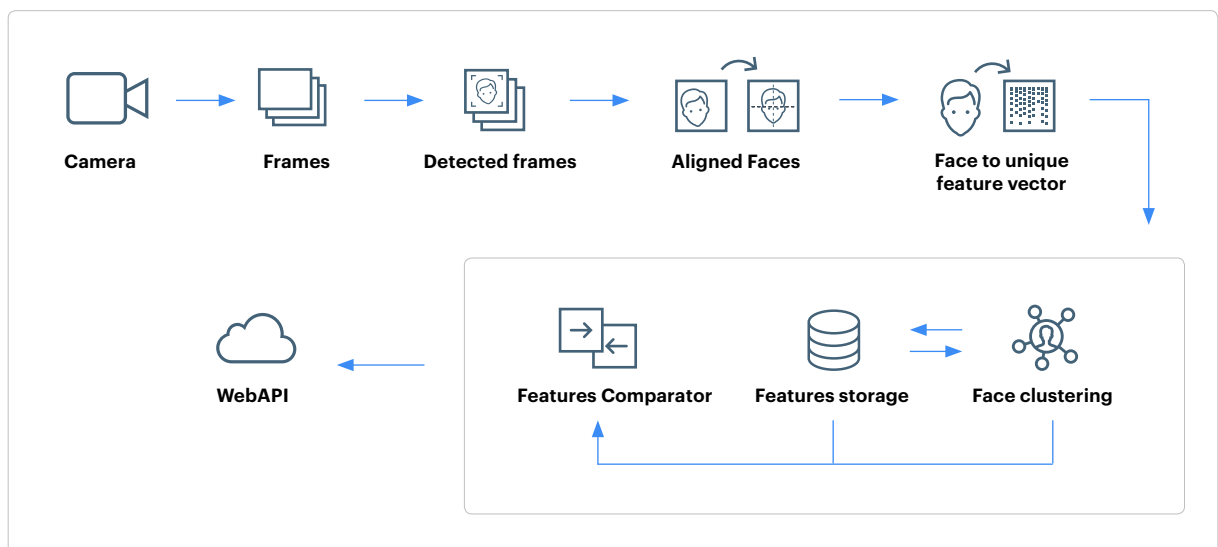 Camera
Frames
Detected frames
Aligned Faces
Face to unique
feature vector
WebAPI
Features Comparator
Features storage
Face clustering